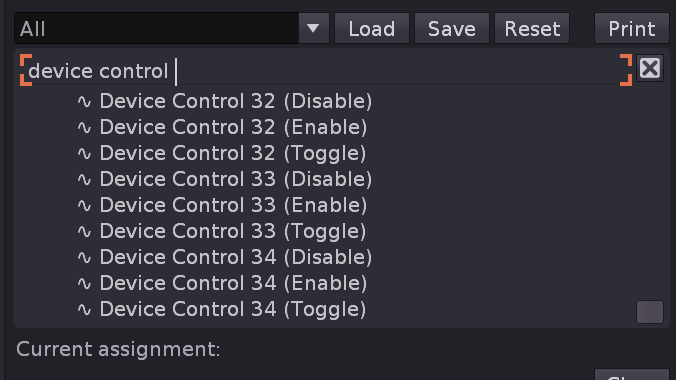 All Load Save Reset Print
device control
∿ Device Control 32 (Disable)
∿ Device Control 32 (Enable)
∿ Device Control 32 (Toggle)
∿ Device Control 33 (Disable)
∿ Device Control 33 (Enable)
∿ Device Control 33 (Toggle)
∿ Device Control 34 (Disable)
∿ Device Control 34 (Enable)
∿ Device Control 34 (Toggle)
Current assignment: